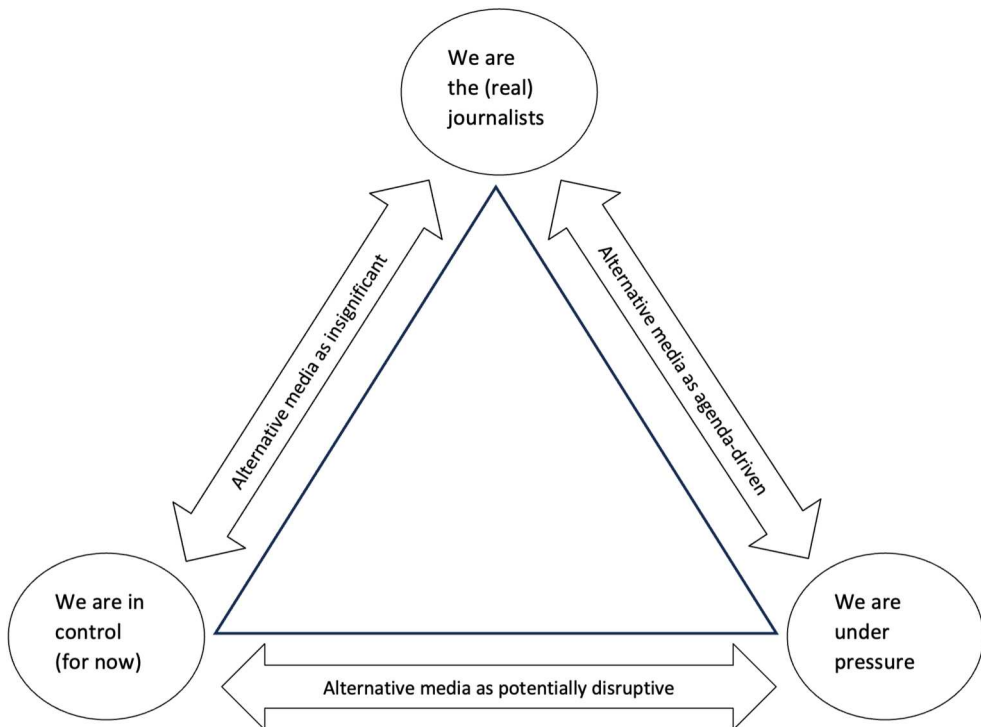 We are
the (real)
journalists
Alternative media as insignificant
Alternative media as agenda-driven
We are in
control
(for now)
We are
under
pressure
Alternative media as potentially disruptive